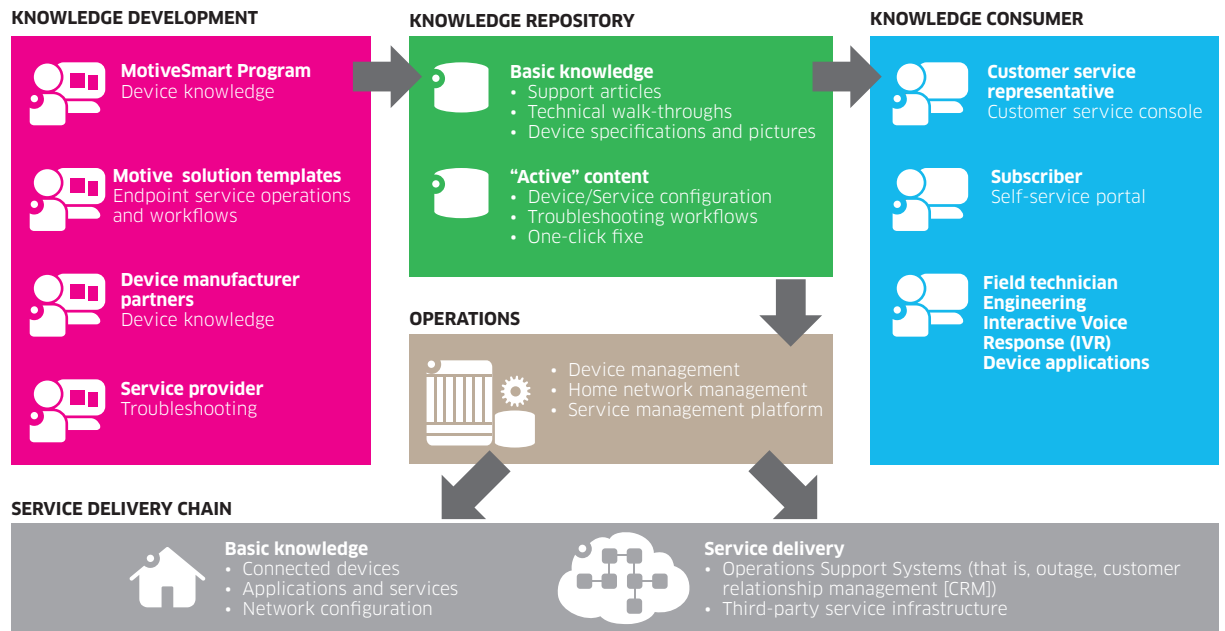 KNOWLEDGE DEVELOPMENT
MotiveSmart Program
Device knowledge
Motive solution templates
Endpoint service operations
and workflows
Device manufacturer
partners
Device knowledge
Service provider
Troubleshooting
KNOWLEDGE REPOSITORY
Basic knowledge
• Support articles
• Technical walk-throughs
• Device specifications and pictures
“Active” content
• Device/Service configuration
• Troubleshooting workflows
• One-click fixe
OPERATIONS
• Device management
• Home network management
• Service management platform
KNOWLEDGE CONSUMER
Customer service
representative
Customer service console
Subscriber
Self-service portal
Field technician
Engineering
Interactive Voice
Response (IVR)
Device applications
SERVICE DELIVERY CHAIN
Basic knowledge
• Connected devices
• Applications and services
• Network configuration
Service delivery
• Operations Support Systems (that is, outage, customer
relationship management [CRM])
• Third-party service infrastructure